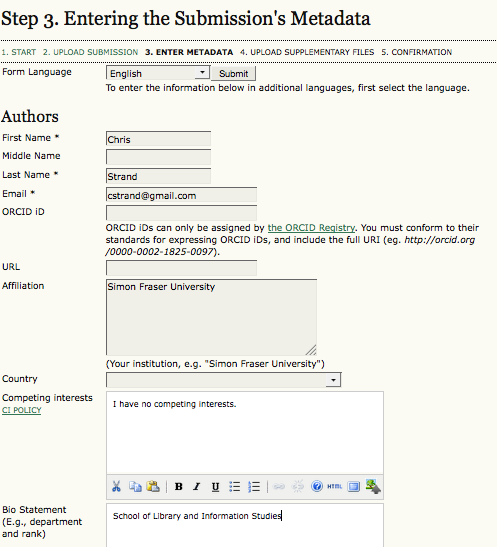 Step 3. Entering the Submission's Metadata
1. START 2. UPLOAD SUBMISSION 3. ENTER METADATA 4. UPLOAD SUPPLEMENTARY FILES 5. CONFIRMATION
Form Language English Submit
To enter the information below in additional languages, first select the language.
Authors
First Name * Chris
Middle Name
Last Name * Strand
Email * cstrand@gmail.com
ORCID iD
ORCID iDs can only be assigned by the ORCID Registry. You must conform to their
standards for expressing ORCID iDs, and include the full URI (eg. http://orcid.org
/0000-0002-1825-0097).
URL
Affiliation Simon Fraser University
(Your institution, e.g. "Simon Fraser University")
Country
Competing interests
CI POLICY
I have no competing interests.
B I U HTML
Bio Statement
(E.g., department
and rank)
School of Library and Information Studies